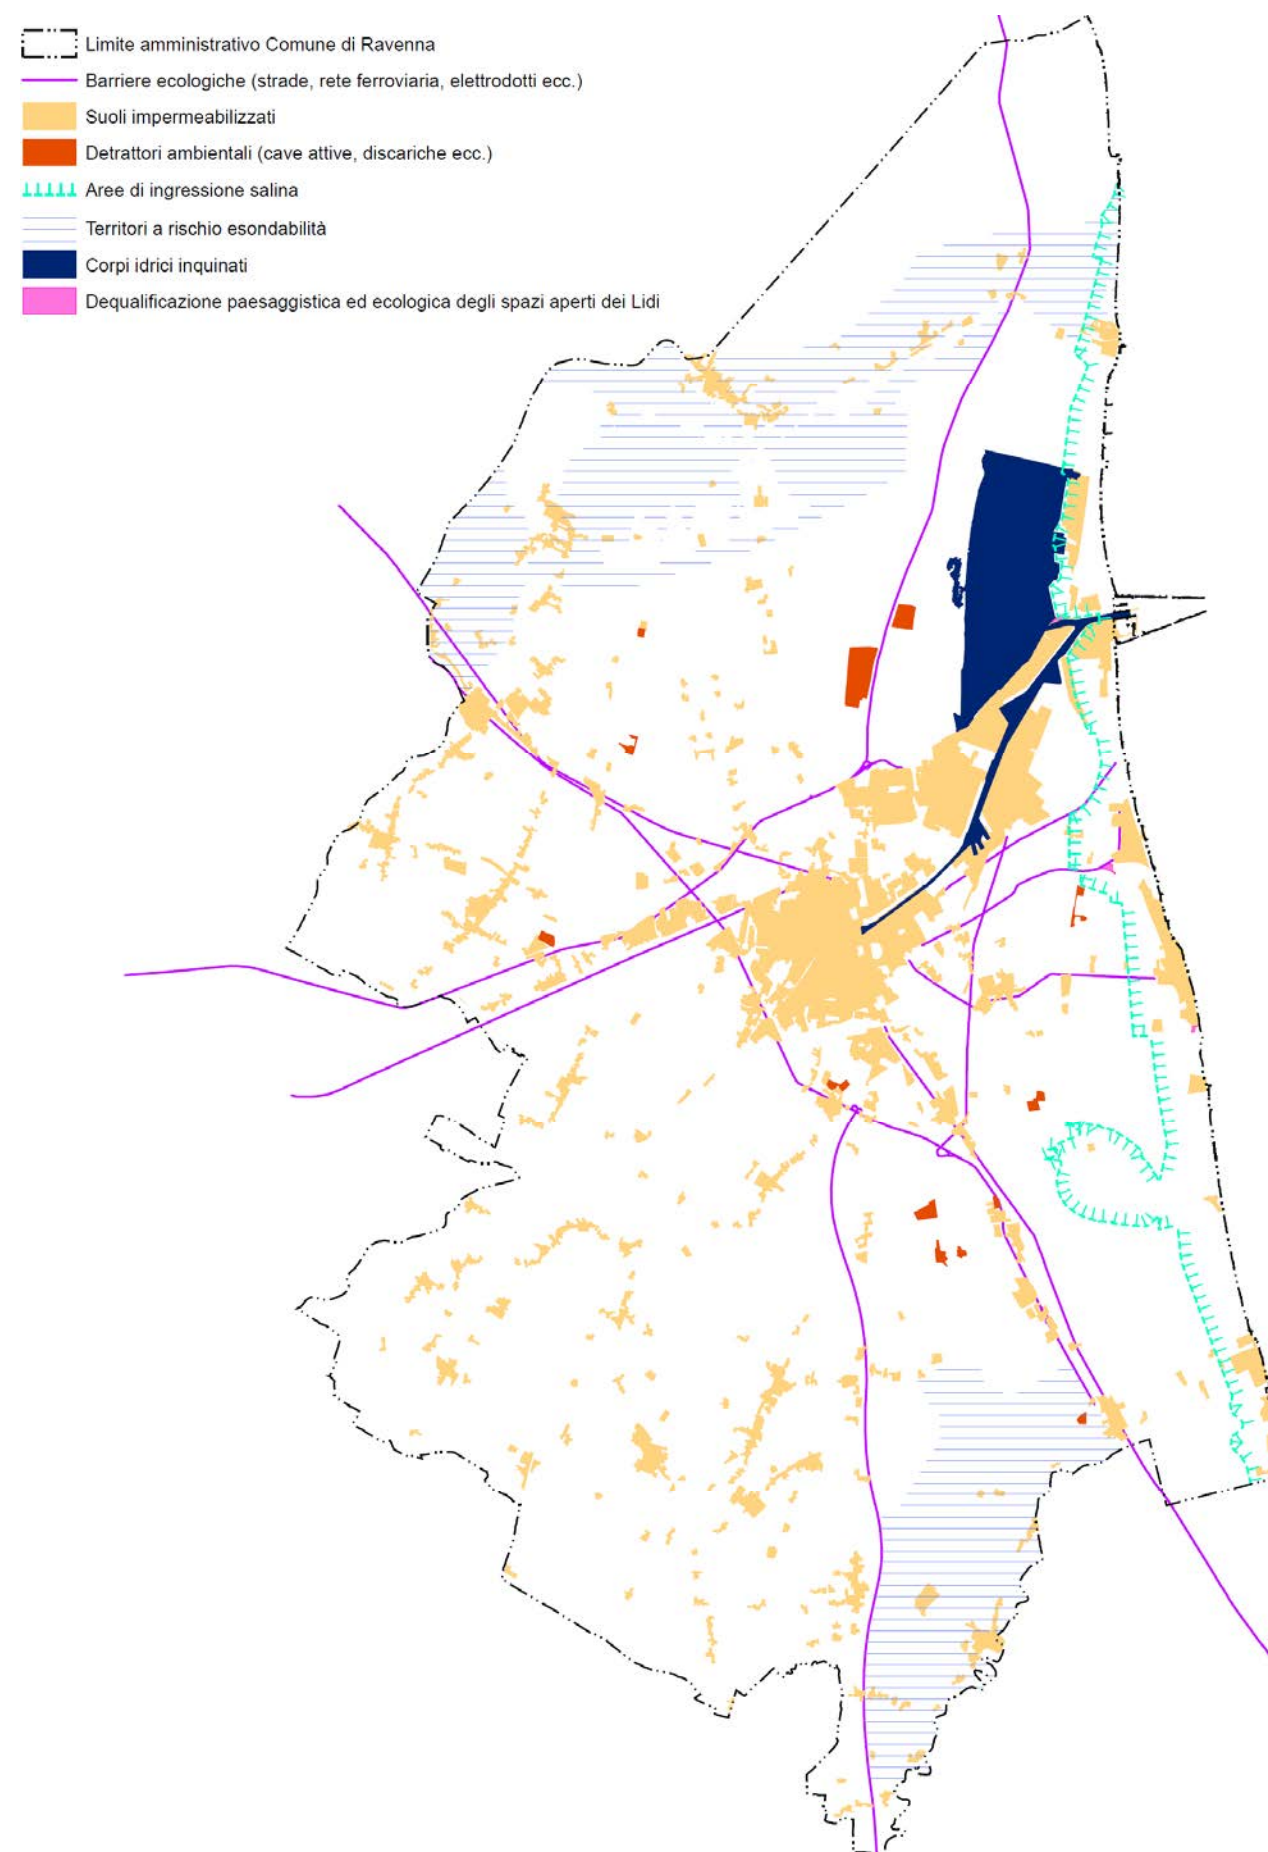 Limite amministrativo Comune di Ravenna
Barriere ecologiche (strade, rete ferroviaria, elettrodotti ecc.)
Suoli impermeabilizzati
Detrattori ambientali (cave attive, discariche ecc.)
Aree di ingressione salina
Territori a rischio esondabilità
Corpi idrici inquinati
Dequalificazione paesaggistica ed ecologica degli spazi aperti dei Lidi